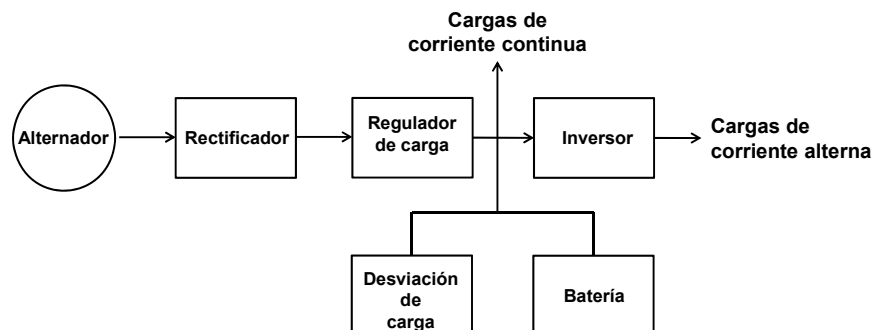 Cargas de
corriente continua
Alternador
Rectificador
Regulador
de carga
Inversor
Cargas de
corriente alterna
Desviación
de
carga
Batería